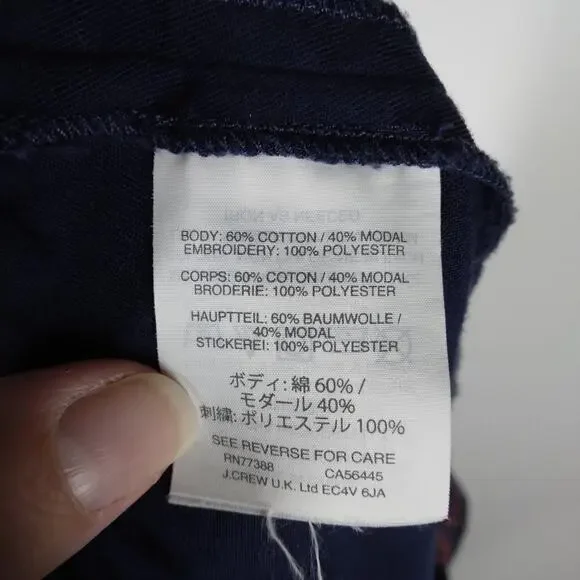 BODY: 60% COTTON / 40% MODAL
EMBROIDERY: 100% POLYESTER
CORPS: 60% COTON / 40% MODAL
BRODERIE: 100% POLYESTER
HAUPTTEIL: 60% BAUMWOLLE /
40% MODAL
STICKEREI: 100% POLYESTER
ボディ: 綿 60% /
モダール 40%
刺繍: ポリエステル 100%
SEE REVERSE FOR CARE
RN77388 CA56445
J.CREW U.K. Ltd EC4V 6JA